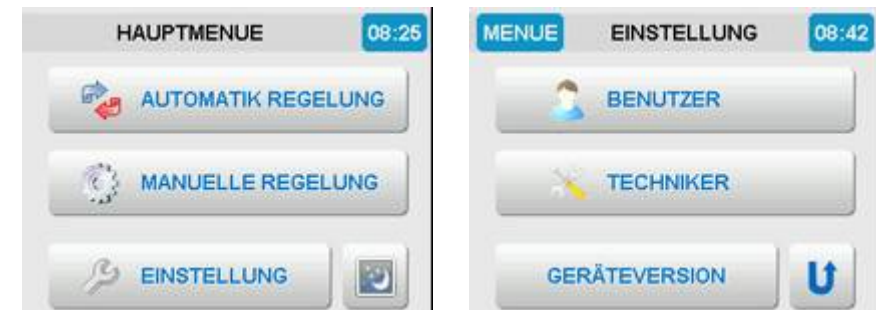 HAUPTMENUE 08:25
AUTOMATIK REGELUNG
MANUELLE REGELUNG
EINSTELLUNG
MENUE EINSTELLUNG 08:42
BENUTZER
TECHNIKER
GERÄTEVERSION